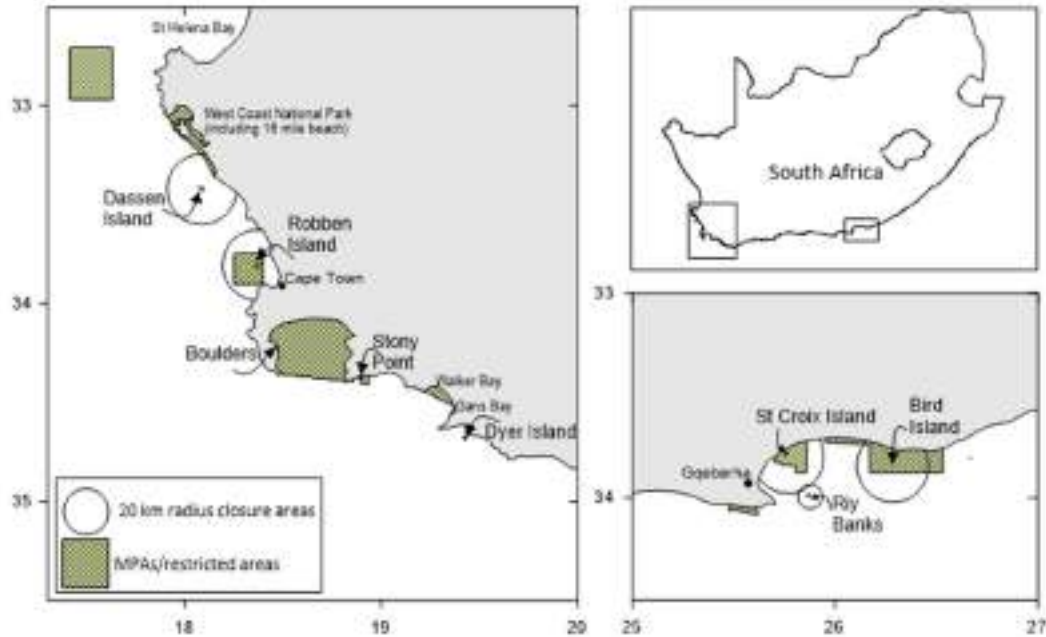 St Helena Bay
33
West Coast National Park
(including 16 mile beach)
Dassen
Island
Robben
Island
Cape Town
34
Boulders
Stony
Point
Walker Bay
Gans Bay
Dyer Island
35
20 km radius closure areas
MPAs/restricted areas
18
19
20
South Africa
33
St Croix Island
Bird
Island
Gqeberha
34
Riy
Banks
25
26
27